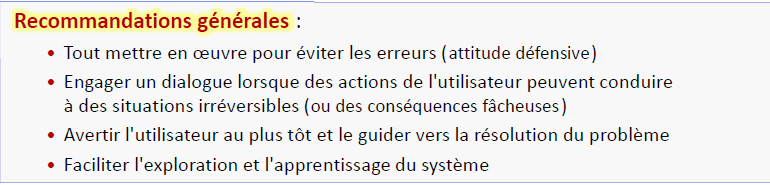 Recommandations générales :
• Tout mettre en œuvre pour éviter les erreurs (attitude défensive)
• Engager un dialogue lorsque des actions de l'utilisateur peuvent conduire
à des situations irréversibles (ou des conséquences fâcheuses)
• Avertir l'utilisateur au plus tôt et le guider vers la résolution du problème
• Faciliter l'exploration et l'apprentissage du système